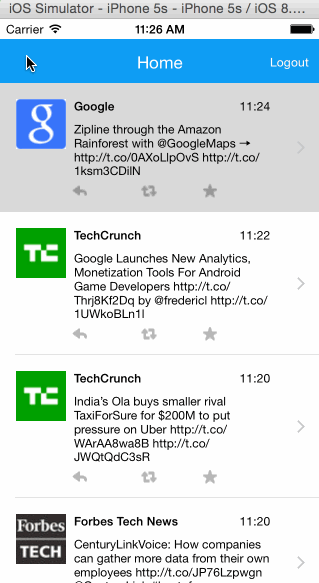 iOS Simulator - iPhone 5s - iPhone 5s / iOS 8....
Carrier 11:26 AM
Home Logout
g Google 11:24
Zipline through the Amazon
Rainforest with @GoogleMaps →
http://t.co/0AXoLlpOvS http://t.co/
1ksm3CDilN
TC TechCrunch 11:22
Google Launches New Analytics,
Monetization Tools For Android
Game Developers http://t.co/
Thrj8Kf2Dq by @fredericl http://t.co/
1UWkoBLn1l
TC TechCrunch 11:20
India's Ola buys smaller rival
TaxiForSure for $200M to put
pressure on Uber http://t.co/
WArAA8wa8B http://t.co/
JWQtQdC3sR
Forbes Tech News 11:20
Forbes
TECH
CenturyLinkVoice: How companies
can gather more data from their own
employees http://t.co/JP76Lzpwgn